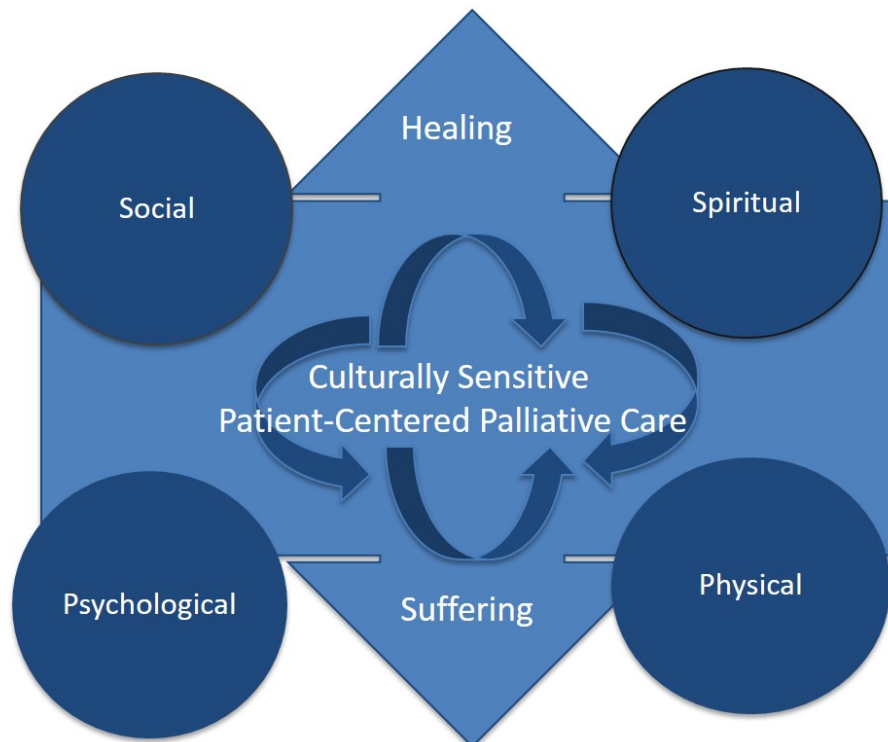 Healing
Social
Spiritual
Culturally Sensitive
Patient-Centered Palliative Care
Psychological
Suffering
Physical